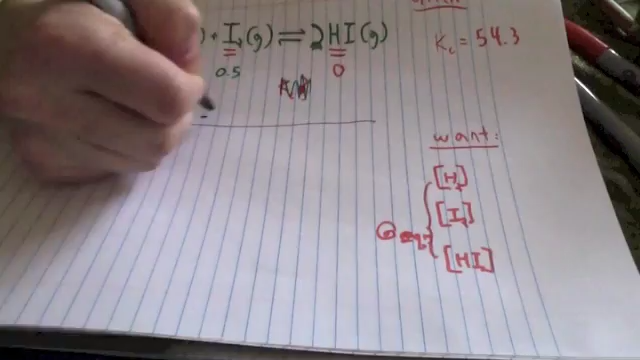 ) + I₂(g) ⇌ 2HI(g)
Kc = 54.3
0.5
0
want:
[H₂]
[I₂]
@ eq
[HI]